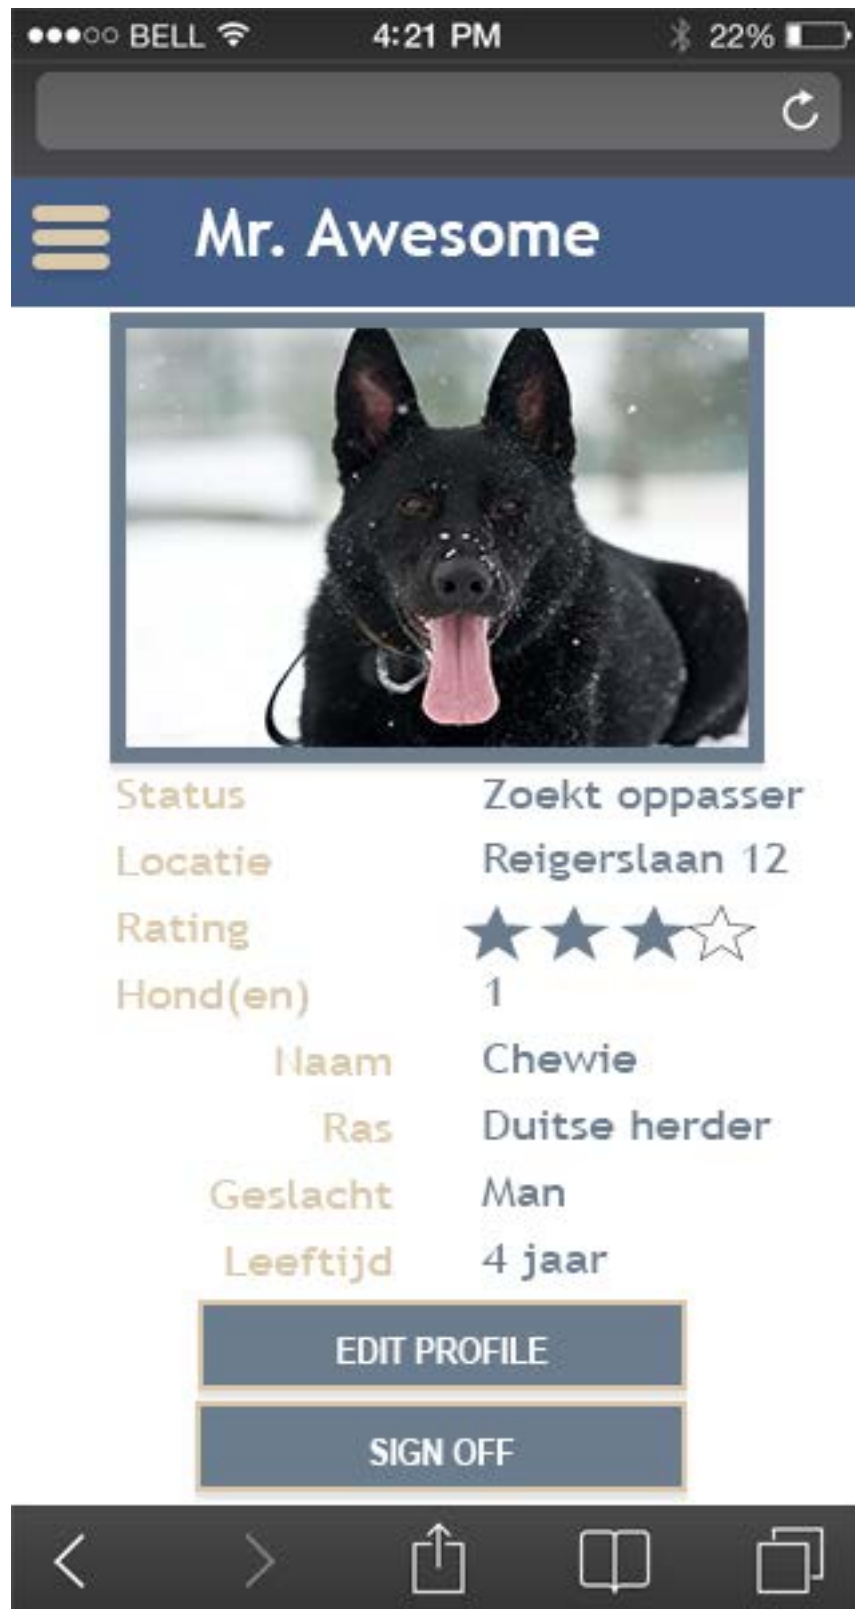 BELL 4:21 PM 22%
Mr. Awesome
Status Zoekt oppasser
Locatie Reigerslaan 12
Rating
Hond(en) 1
Naam Chewie
Ras Duitse herder
Geslacht Man
Leeftijd 4 jaar
EDIT PROFILE
SIGN OFF